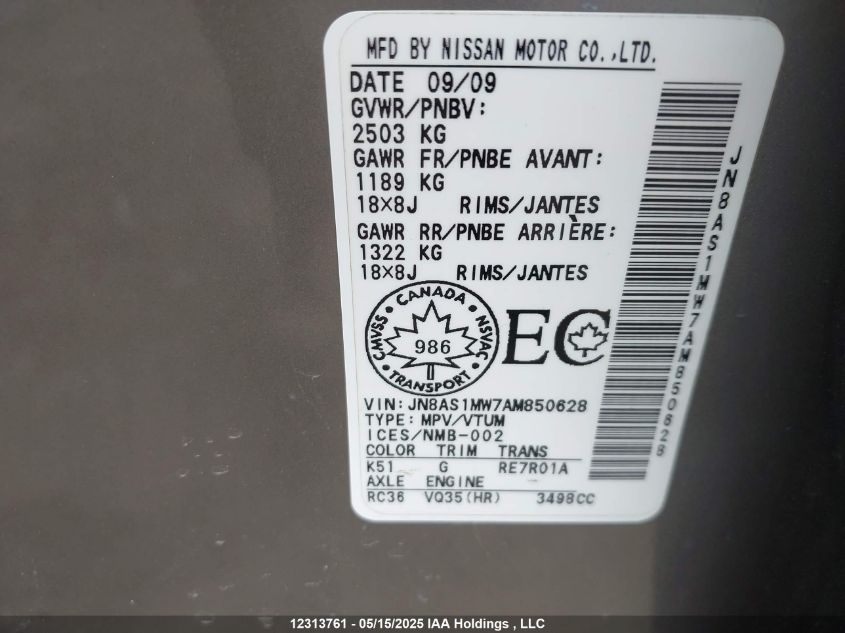 MFD BY NISSAN MOTOR CO.,LTD.
DATE 09/09
GVWR/PNBV:
2503 KG
GAWR FR/PNBE AVANT:
1189 KG
18×8J RIMS/JANTES
GAWR RR/PNBE ARRIÈRE:
1322 KG
18×8J RIMS/JANTES
CANADA
CMVSS
NSVAC
986
TRANSPORT
EC
VIN:JN8AS1MW7AM850628
TYPE:MPV/VTUM
ICES/NMB-002
COLOR TRIM TRANS
K51 G RE7R01A
AXLE ENGINE
RC36 VQ35(HR) 3498CC
JN8AS1MW7AM850628
12313761 - 05/15/2025 IAA Holdings , LLC